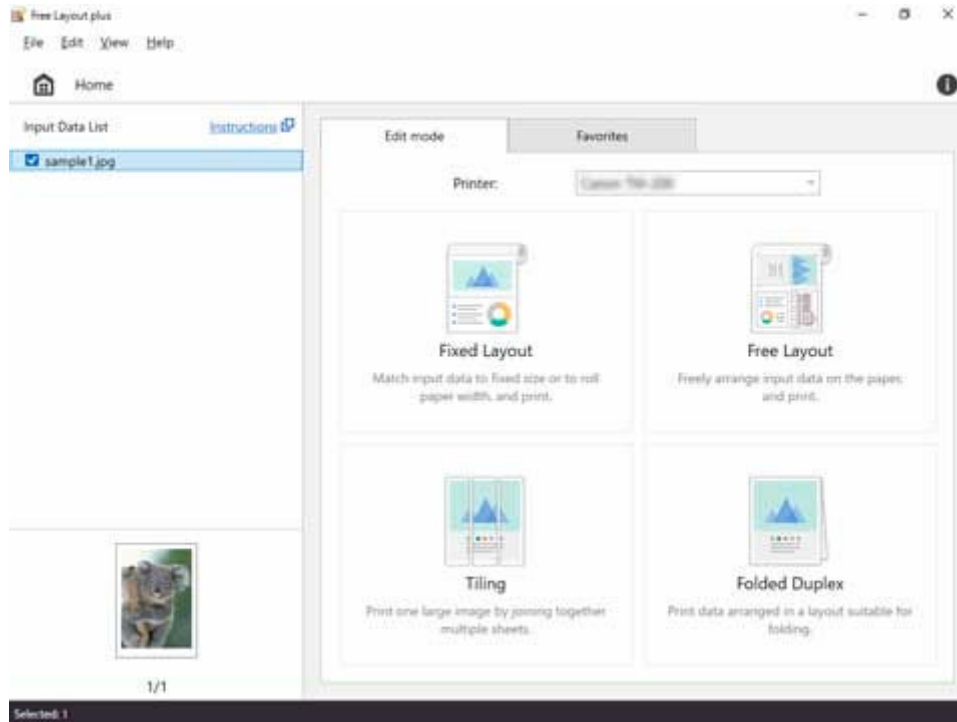 Free Layout plus
File Edit View Help
Home
Input Data List Instructions
Edit mode Favorites
sample1.jpg
Printer:
Fixed Layout
Match input data to fixed size or to roll
paper width, and print.
Free Layout
Freely arrange input data on the paper,
and print.
Tiling
Print one large image by joining together
multiple sheets.
Folded Duplex
Print data arranged in a layout suitable for
folding.
1/1
Selected: 1